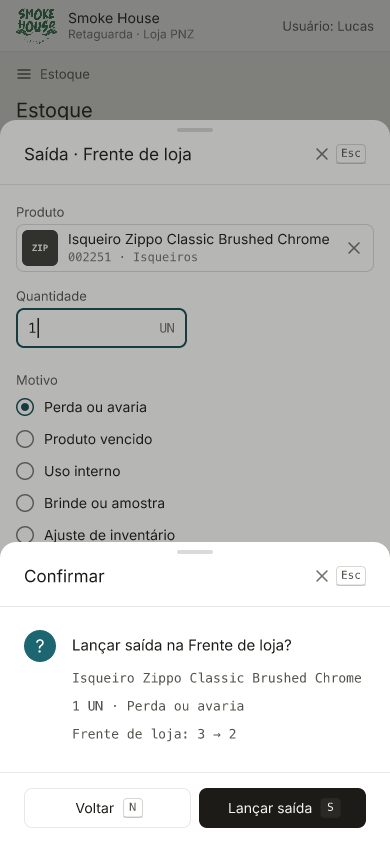 SMOKE
HOUSE
Smoke House
Retaguarda · Loja PNZ
Usuário: Lucas
Estoque
Estoque
Saída · Frente de loja
Esc
Produto
ZIP
Isqueiro Zippo Classic Brushed Chrome
002251 · Isqueiros
Quantidade
1
UN
Motivo
Perda ou avaria
Produto vencido
Uso interno
Brinde ou amostra
Ajuste de inventário
Confirmar
Esc
?
Lançar saída na Frente de loja?
Isqueiro Zippo Classic Brushed Chrome
1 UN · Perda ou avaria
Frente de loja: 3 → 2
Voltar N
Lançar saída S